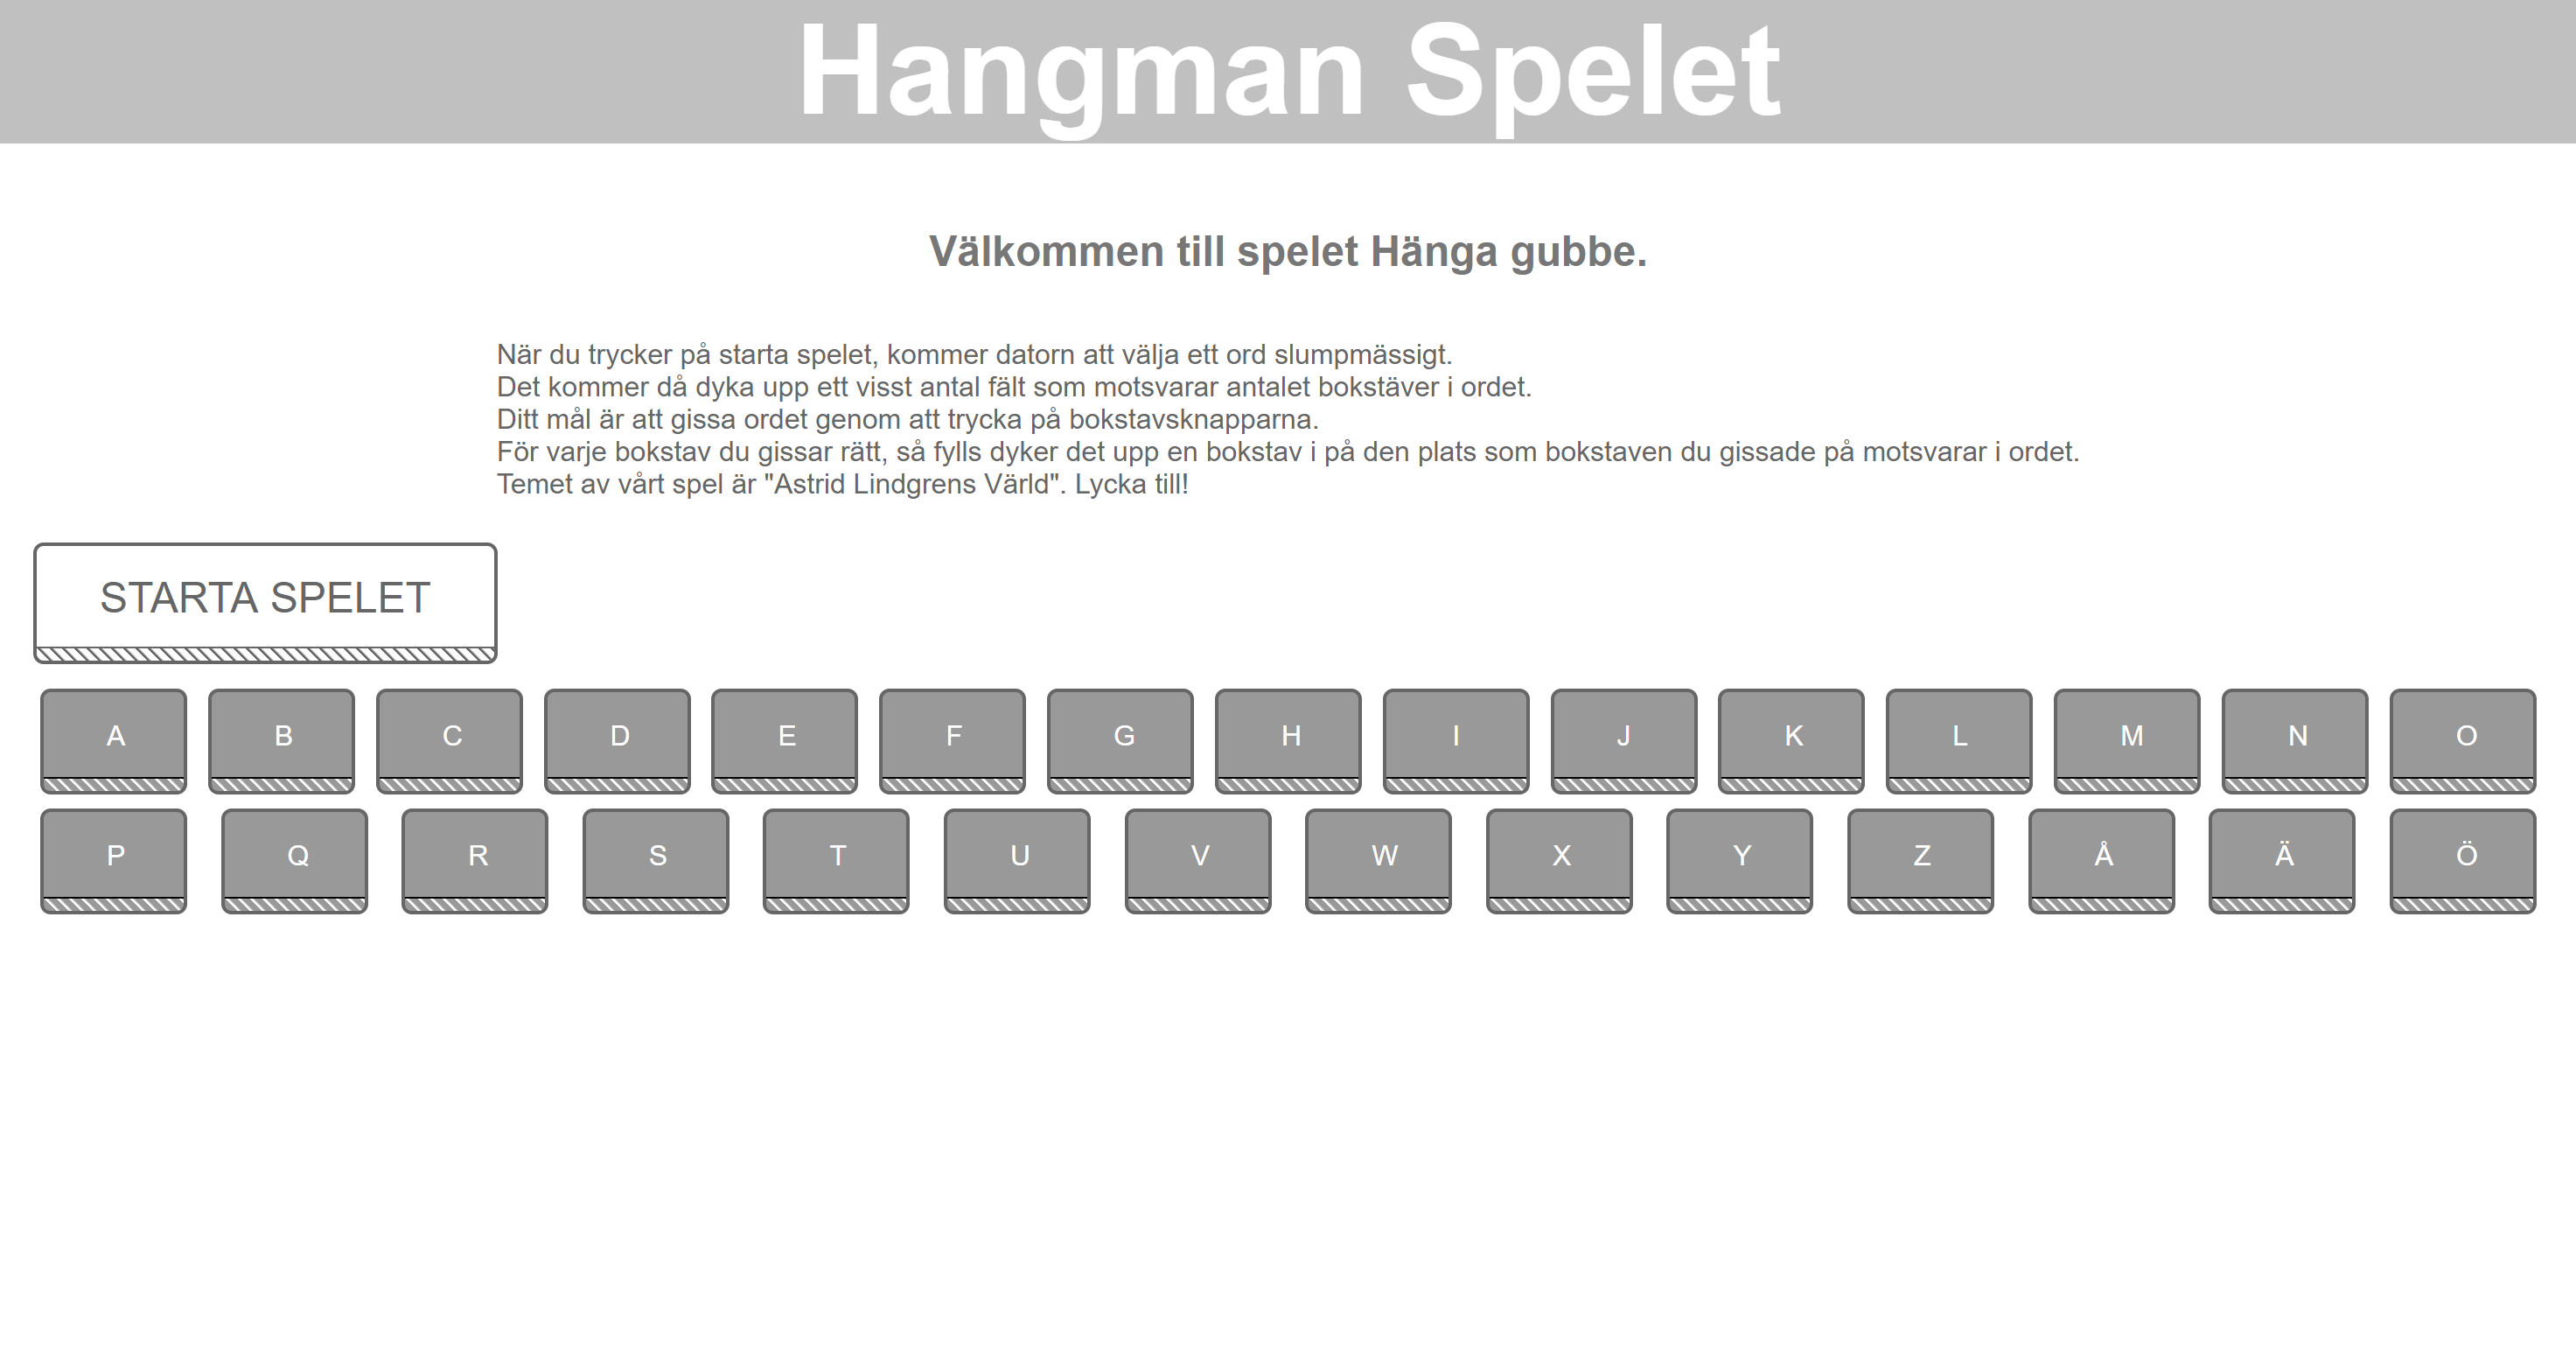 Hangman Spelet
Välkommen till spelet Hänga gubbe.
När du trycker på starta spelet, kommer datorn att välja ett ord slumpmässigt.
Det kommer då dyka upp ett visst antal fält som motsvarar antalet bokstäver i ordet.
Ditt mål är att gissa ordet genom att trycka på bokstavsknapparna.
För varje bokstav du gissar rätt, så fylls dyker det upp en bokstav i på den plats som bokstaven du gissade på motsvarar i ordet.
Temet av vårt spel är "Astrid Lindgrens Värld". Lycka till!
STARTA SPELET
A B C D E F G H I J K L M N O
P Q R S T U V W X Y Z Å Ä Ö